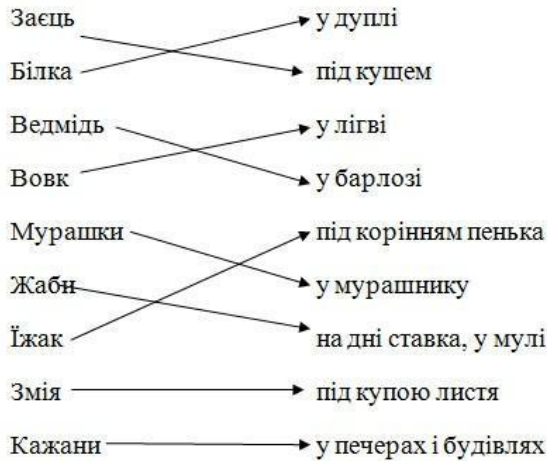 Заєць у дуплі
Білка під кущем
Ведмідь у лігві
Вовк у барлозі
Мурашки під корінням пенька
Жаби у мурашнику
Їжак на дні ставка, у мулі
Змія під купою листя
Кажани у печерах і будівлях